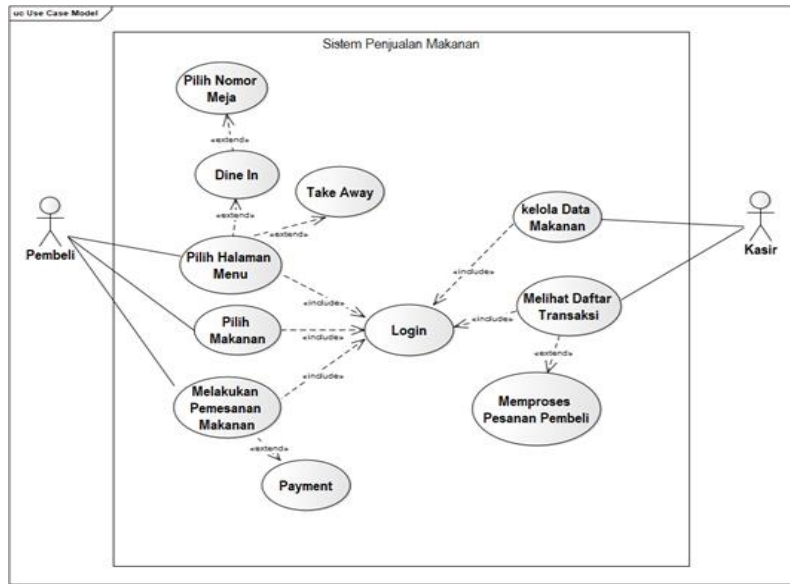 uc Use Case Model
Sistem Penjualan Makanan
Pilih Nomor
Meja
«extend»
Dine In
Take Away
«extend»
«extend»
Pembeli
Pilih Halaman
Menu
kelola Data
Makanan
Kasir
«include»
«include»
Pilih
Makanan
«include»
Login
«include»
Melihat Daftar
Transaksi
«include»
«extend»
Melakukan
Pemesanan
Makanan
Memproses
Pesanan Pembeli
«extend»
Payment